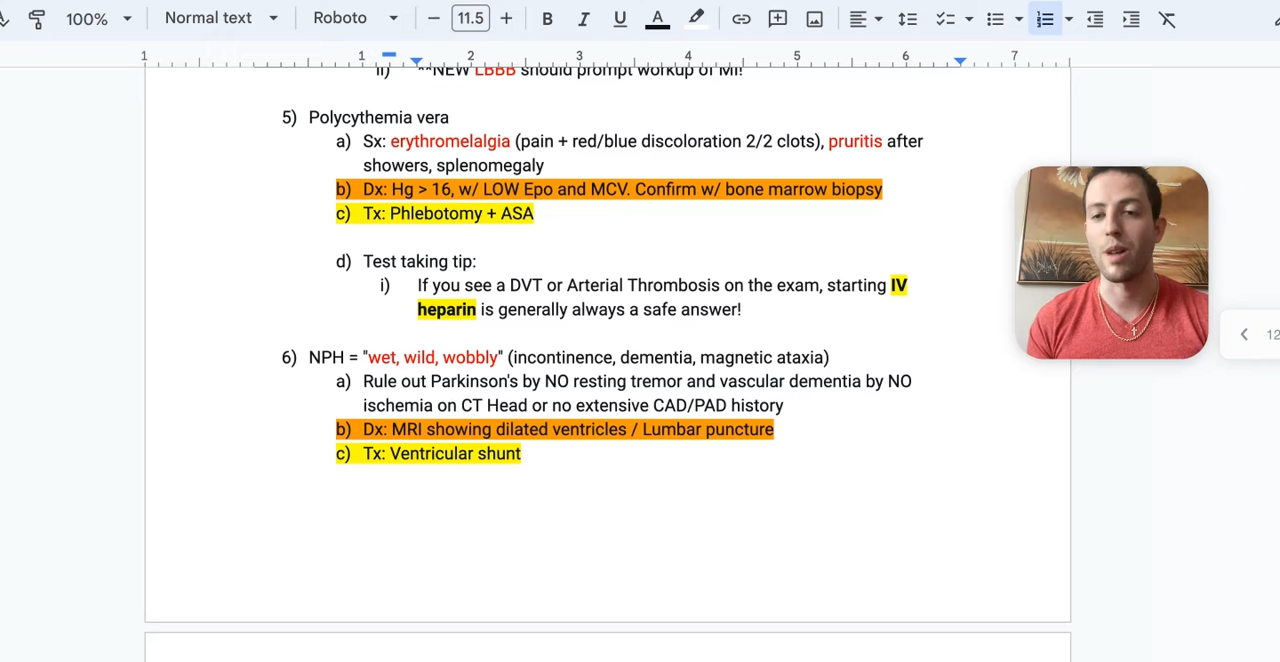 100% Normal text Roboto − 11.5 + B I U A
1 1 2 3 4 5 6 7
ii) **NEW LBBB should prompt workup of MI!
5) Polycythemia vera
a) Sx: erythromelalgia (pain + red/blue discoloration 2/2 clots), pruritis after
showers, splenomegaly
b) Dx: Hg > 16, w/ LOW Epo and MCV. Confirm w/ bone marrow biopsy
c) Tx: Phlebotomy + ASA
d) Test taking tip:
i) If you see a DVT or Arterial Thrombosis on the exam, starting IV
heparin is generally always a safe answer!
12
6) NPH = "wet, wild, wobbly" (incontinence, dementia, magnetic ataxia)
a) Rule out Parkinson's by NO resting tremor and vascular dementia by NO
ischemia on CT Head or no extensive CAD/PAD history
b) Dx: MRI showing dilated ventricles / Lumbar puncture
c) Tx: Ventricular shunt